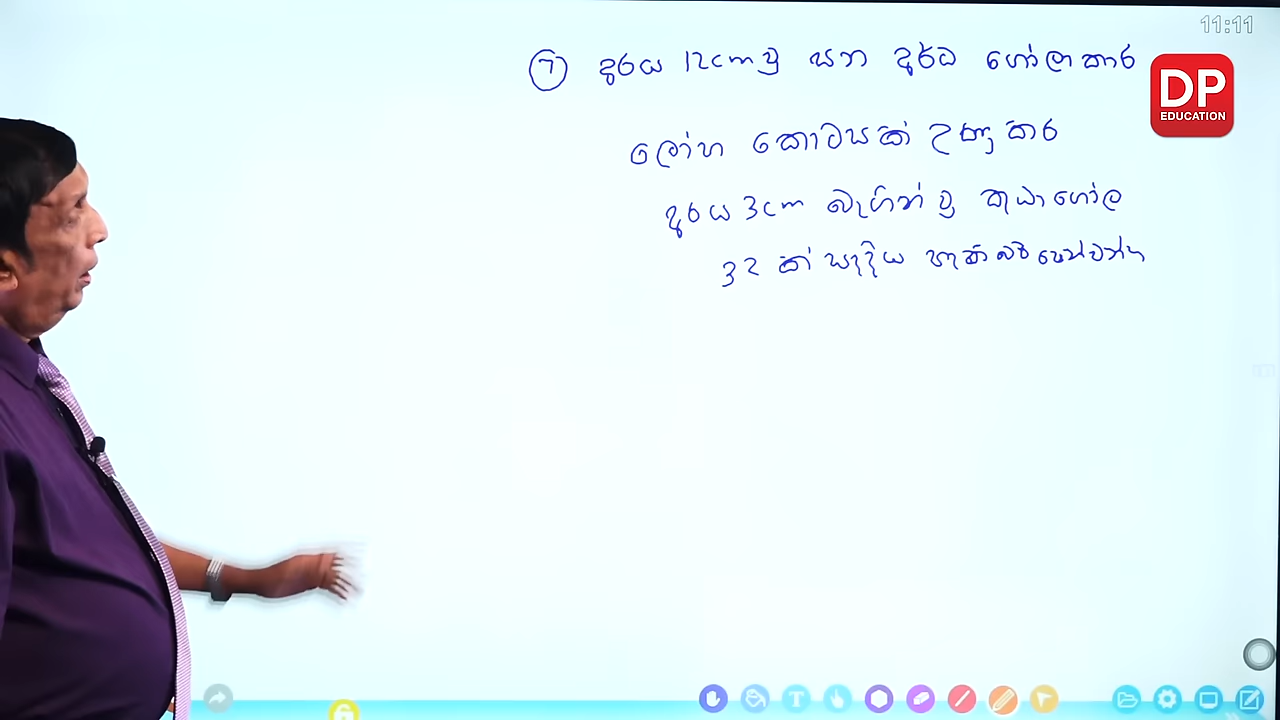 11:11
⑦ අරය 12cm වූ ඝන අර්ධ ගෝලාකාර
DP
EDUCATION
ලෝහ කොටසක් උණු කර
අරය 3cm බැගින් වූ කුඩා ගෝල
32 ක් සෑදිය හැකි බව පෙන්වන්න
T